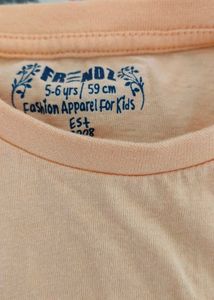 FRENDZ
5-6 yrs / 59 cm
Fashion Apparel For Kids
Est